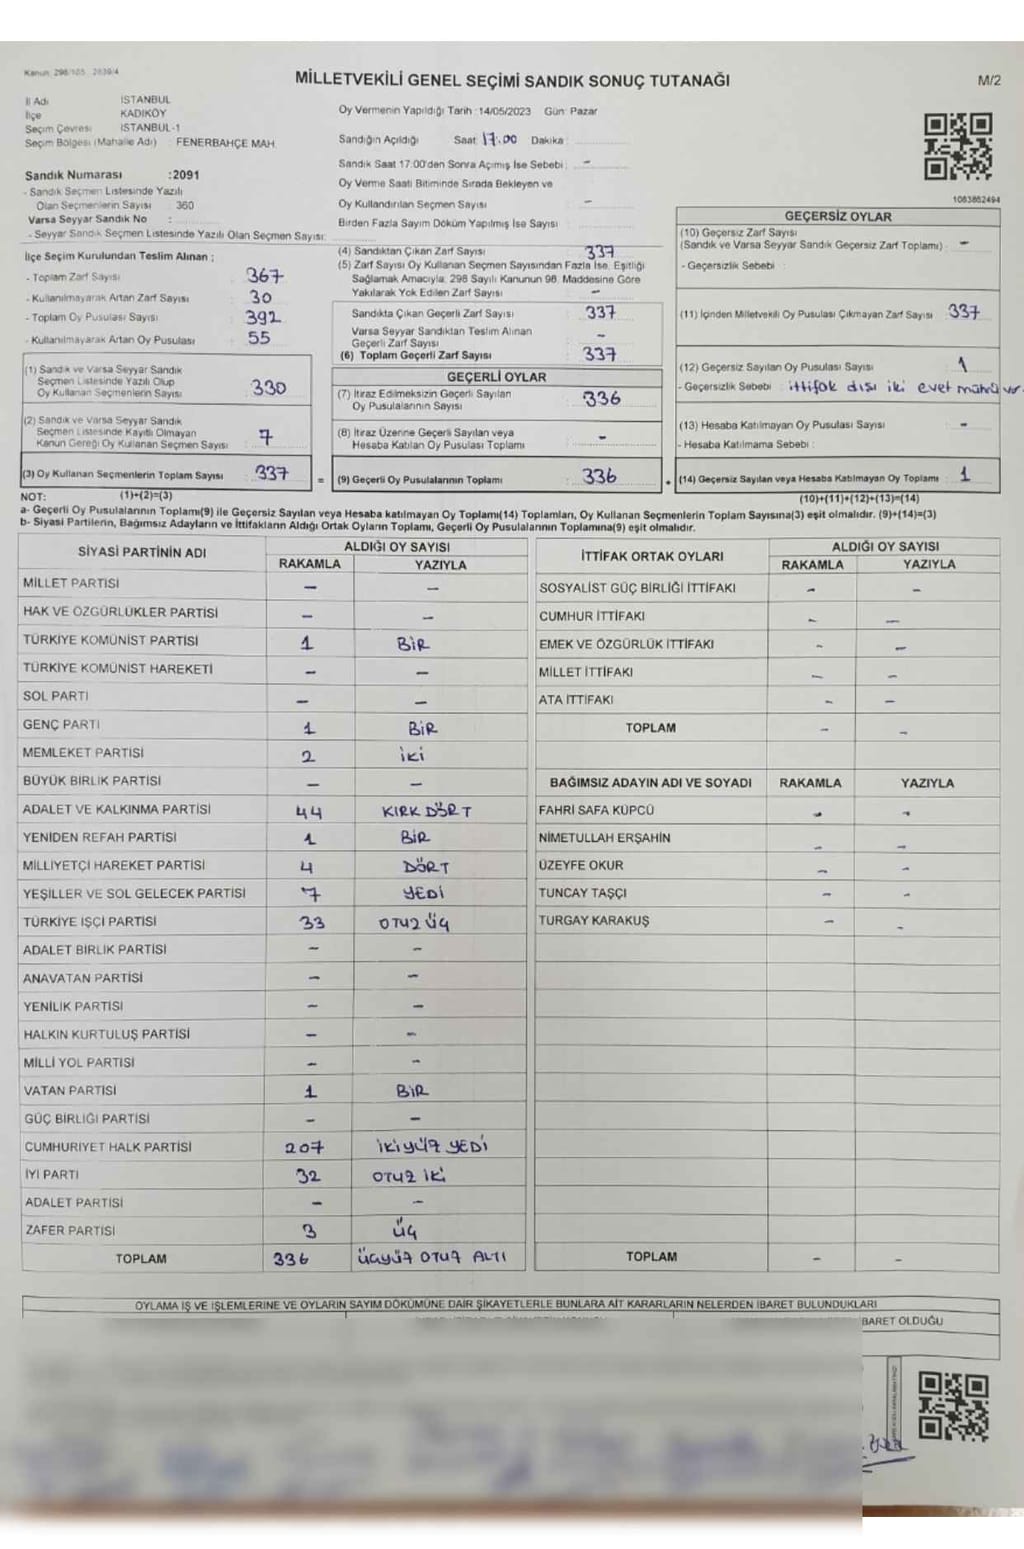 Kanun: 298/105 2839/4
MİLLETVEKİLİ GENEL SEÇİMİ SANDIK SONUÇ TUTANAĞI
M/2
İl Adı İSTANBUL
İlçe KADIKÖY
Seçim Çevresi İSTANBUL-1
Seçim Bölgesi (Mahalle Adı) : FENERBAHÇE MAH.
Sandık Numarası :2091
- Sandık Seçmen Listesinde Yazılı
Olan Seçmenlerin Sayısı : 360
Varsa Seyyar Sandık No :
- Seyyar Sandık Seçmen Listesinde Yazılı Olan Seçmen Sayısı:
Oy Vermenin Yapıldığı Tarih :14/05/2023 Gün: Pazar
Sandığın Açıldığı Saat: 17.00 Dakika :
Sandık Saat 17:00'den Sonra Açılmış İse Sebebi : -
Oy Verme Saati Bitiminde Sırada Bekleyen ve
Oy Kullandırılan Seçmen Sayısı : -
Birden Fazla Sayım Döküm Yapılmış İse Sayısı :
1083862494
İlçe Seçim Kurulundan Teslim Alınan ;
- Toplam Zarf Sayısı : 367
- Kullanılmayarak Artan Zarf Sayısı : 30
- Toplam Oy Pusulası Sayısı : 392
- Kullanılmayarak Artan Oy Pusulası : 55
(1) Sandık ve Varsa Seyyar Sandık
Seçmen Listesinde Yazılı Olup
Oy Kullanan Seçmenlerin Sayısı : 330
(2) Sandık ve Varsa Seyyar Sandık
Seçmen Listesinde Kayıtlı Olmayan
Kanun Gereği Oy Kullanan Seçmen Sayısı : 7
(3) Oy Kullanan Seçmenlerin Toplam Sayısı : 337
(4) Sandıktan Çıkan Zarf Sayısı : 337
(5) Zarf Sayısı Oy Kullanan Seçmen Sayısından Fazla İse, Eşitliği
Sağlamak Amacıyla; 298 Sayılı Kanunun 98. Maddesine Göre
Yakılarak Yok Edilen Zarf Sayısı : -
Sandıkta Çıkan Geçerli Zarf Sayısı : 337
Varsa Seyyar Sandıktan Teslim Alınan
Geçerli Zarf Sayısı : -
(6) Toplam Geçerli Zarf Sayısı : 337
GEÇERLİ OYLAR
(7) İtiraz Edilmeksizin Geçerli Sayılan
Oy Pusulalarının Sayısı : 336
(8) İtiraz Üzerine Geçerli Sayılan veya
Hesaba Katılan Oy Pusulası Toplamı : -
= (9) Geçerli Oy Pusulalarının Toplamı : 336
GEÇERSİZ OYLAR
(10) Geçersiz Zarf Sayısı
(Sandık ve Varsa Seyyar Sandık Geçersiz Zarf Toplamı) : -
- Geçersizlik Sebebi :
(11) İçinden Milletvekili Oy Pusulası Çıkmayan Zarf Sayısı : 337
(12) Geçersiz Sayılan Oy Pusulası Sayısı : 1
- Geçersizlik Sebebi : ittifak dışı iki evet mührü var.
(13) Hesaba Katılmayan Oy Pusulası Sayısı : -
- Hesaba Katılmama Sebebi :
+ (14) Geçersiz Sayılan veya Hesaba Katılmayan Oy Toplamı : 1
NOT: (1)+(2)=(3) (10)+(11)+(12)+(13)=(14)
a- Geçerli Oy Pusulalarının Toplamı(9) ile Geçersiz Sayılan veya Hesaba katılmayan Oy Toplamı(14) Toplamları, Oy Kullanan Seçmenlerin Toplam Sayısına(3) eşit olmalıdır. (9)+(14)=(3)
b- Siyasi Partilerin, Bağımsız Adayların ve İttifakların Aldığı Ortak Oyların Toplamı, Geçerli Oy Pusulalarının Toplamına(9) eşit olmalıdır.
SİYASİ PARTİNİN ADI ALDIĞI OY SAYISI
RAKAMLA YAZIYLA
MİLLET PARTİSİ - -
HAK VE ÖZGÜRLÜKLER PARTİSİ - -
TÜRKİYE KOMÜNİST PARTİSİ 1 BİR
TÜRKİYE KOMÜNİST HAREKETİ - -
SOL PARTİ - -
GENÇ PARTİ 1 BİR
MEMLEKET PARTİSİ 2 İKİ
BÜYÜK BİRLİK PARTİSİ - -
ADALET VE KALKINMA PARTİSİ 44 KIRK DÖRT
YENİDEN REFAH PARTİSİ 1 BİR
MİLLİYETÇİ HAREKET PARTİSİ 4 DÖRT
YEŞİLLER VE SOL GELECEK PARTİSİ 7 YEDİ
TÜRKİYE İŞÇİ PARTİSİ 33 OTUZ ÜÇ
ADALET BİRLİK PARTİSİ - -
ANAVATAN PARTİSİ - -
YENİLİK PARTİSİ - -
HALKIN KURTULUŞ PARTİSİ - -
MİLLİ YOL PARTİSİ - -
VATAN PARTİSİ 1 BİR
GÜÇ BİRLİĞİ PARTİSİ - -
CUMHURİYET HALK PARTİSİ 207 İKİYÜZ YEDİ
İYİ PARTİ 32 OTUZ İKİ
ADALET PARTİSİ - -
ZAFER PARTİSİ 3 ÜÇ
TOPLAM 336 ÜÇYÜZ OTUZ ALTI
İTTİFAK ORTAK OYLARI ALDIĞI OY SAYISI
RAKAMLA YAZIYLA
SOSYALİST GÜÇ BİRLİĞİ İTTİFAKI - -
CUMHUR İTTİFAKI - -
EMEK VE ÖZGÜRLÜK İTTİFAKI - -
MİLLET İTTİFAKI - -
ATA İTTİFAKI - -
TOPLAM - -
BAĞIMSIZ ADAYIN ADI VE SOYADI RAKAMLA YAZIYLA
FAHRİ SAFA KÜPCÜ - -
NİMETULLAH ERŞAHİN - -
ÜZEYFE OKUR - -
TUNCAY TAŞÇI - -
TURGAY KARAKUŞ - -
TOPLAM - -
OYLAMA İŞ VE İŞLEMLERİNE VE OYLARIN SAYIM DÖKÜMÜNE DAİR ŞİKAYETLERLE BUNLARA AİT KARARLARIN NELERDEN İBARET BULUNDUKLARI
BARET OLDUĞU